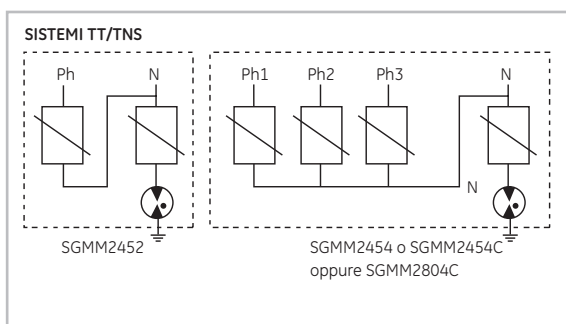 SISTEMI TT/TNS
Ph N Ph1 Ph2 Ph3 N
N
SGMM2452 SGMM2454 o SGMM2454C
oppure SGMM2804C